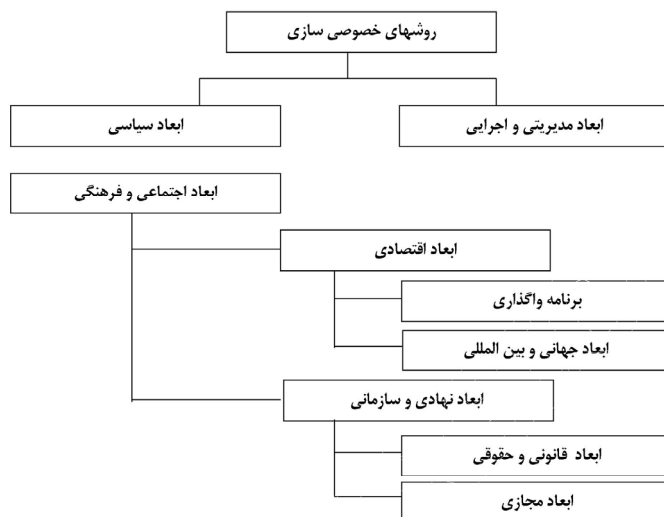 روشهای خصوصی سازی
ابعاد مدیریتی و اجرایی
ابعاد سیاسی
ابعاد اجتماعی و فرهنگی
ابعاد اقتصادی
برنامه واگذاری
ابعاد جهانی و بین المللی
ابعاد نهادی و سازمانی
ابعاد قانونی و حقوقی
ابعاد مجازی